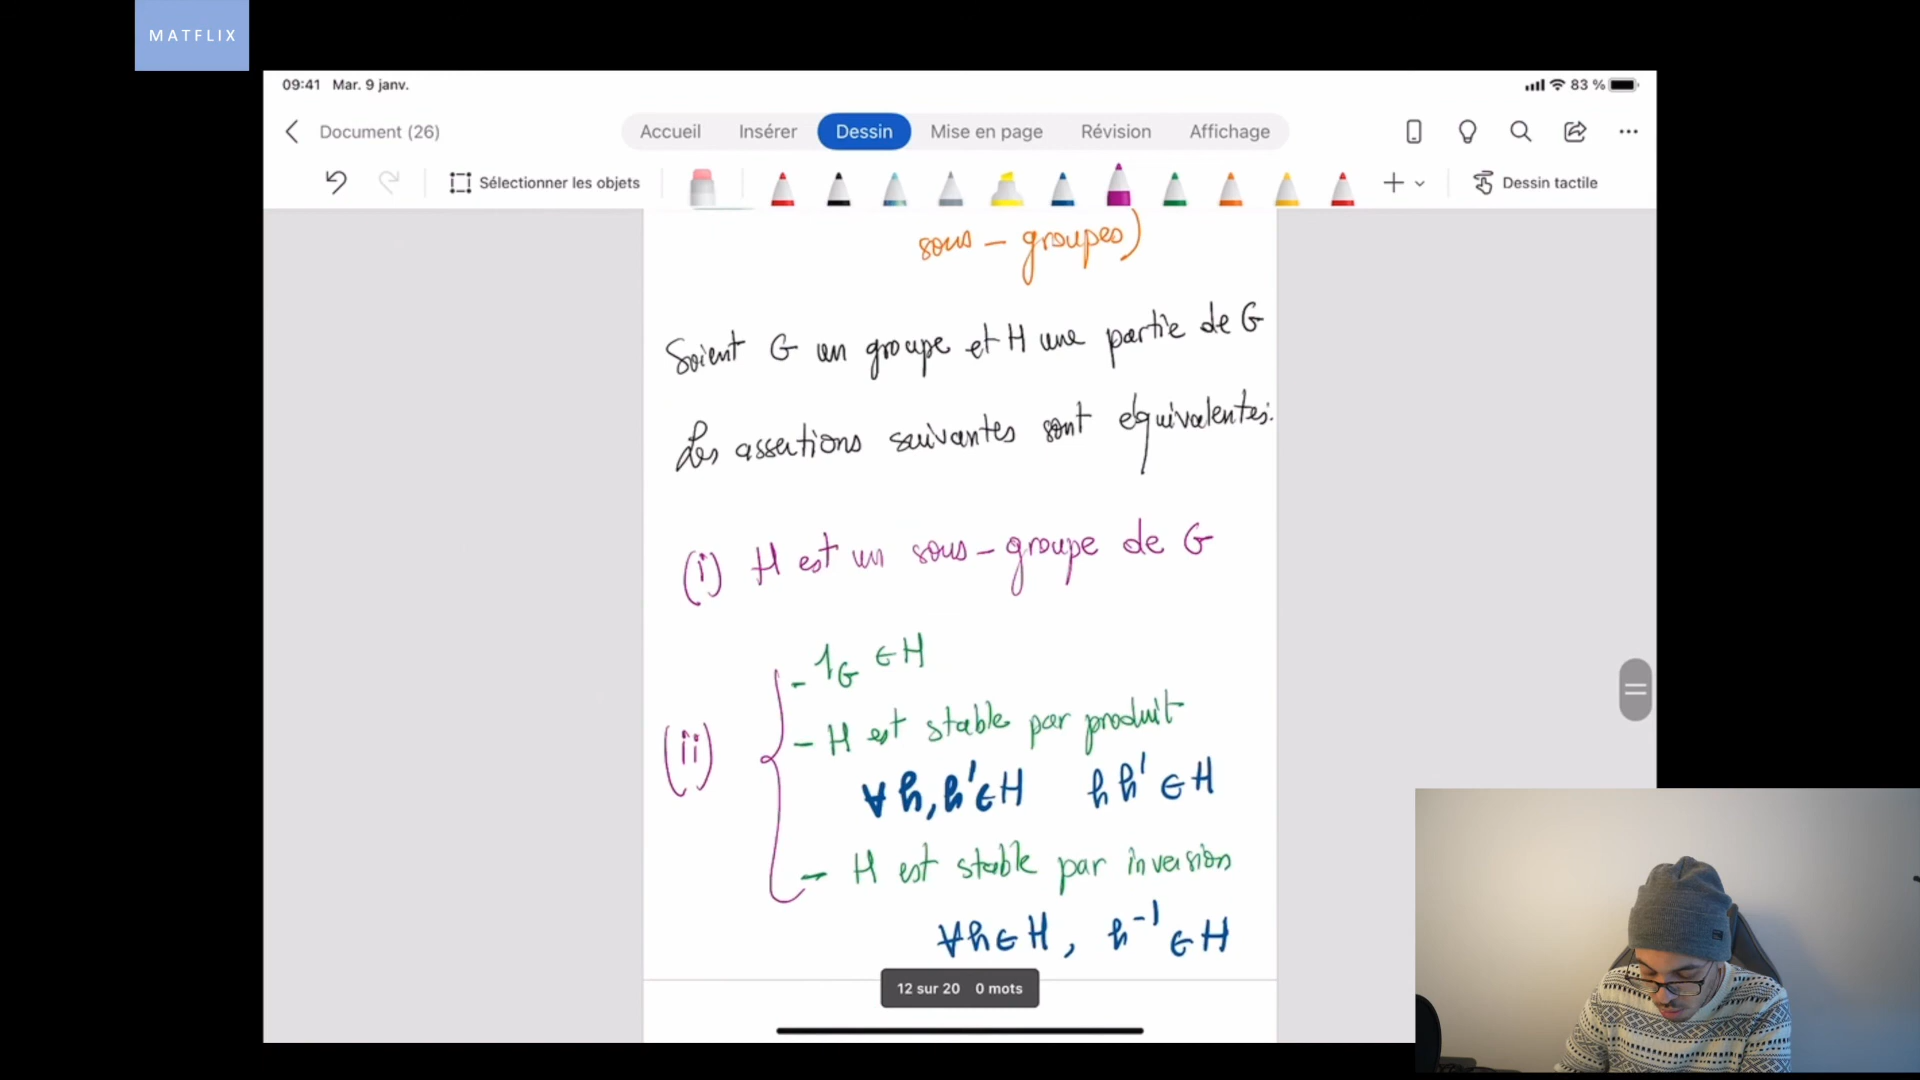 MATFLIX
09:41 Mar. 9 janv.
83 %
Document (26)
Accueil Insérer Dessin Mise en page Révision Affichage
Sélectionner les objets
Dessin tactile
sous - groupes)
Soient G un groupe et H une partie de G
Les assertions suivantes sont équivalentes:
(i) H est un sous - groupe de G
(ii)
- 1_G ∈ H
- H est stable par produit
∀h, h' ∈ H hh' ∈ H
- H est stable par inversion
∀h ∈ H, h⁻¹ ∈ H
12 sur 20 0 mots